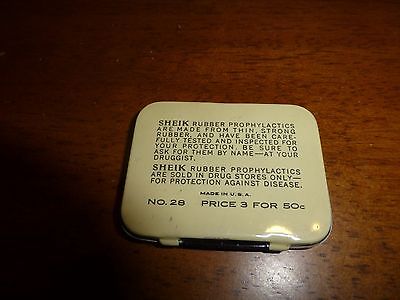 SHEIK RUBBER PROPHYLACTICS
ARE MADE FROM THIN, STRONG
RUBBER, AND HAVE BEEN CARE-
FULLY TESTED AND INSPECTED FOR
YOUR PROTECTION. BE SURE TO
ASK FOR THEM BY NAME—AT YOUR
DRUGGIST.
SHEIK RUBBER PROPHYLACTICS
ARE SOLD IN DRUG STORES ONLY—
FOR PROTECTION AGAINST DISEASE.
MADE IN U.S.A.
NO. 28 PRICE 3 FOR 50c